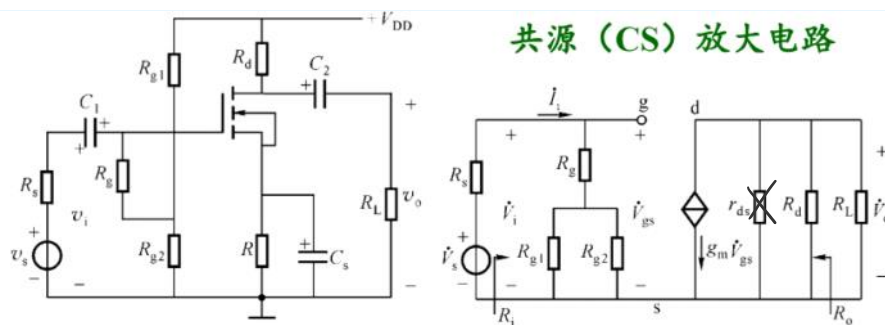 共源（CS）放大电路
+V_DD
R_g1
R_d
C_2
+
C_1
+
+
+
R_s
R_g
v_i
R_L
v_o
+
v_s
R_g2
R
+
C_s
−
−
−
İ_i
g
d
+
+
+
R_s
R_g
V̇_i
V̇_gs
r_ds
R_d
R_L
+
V̇_s
R_g1
R_g2
g_m V̇_gs
−
−
−
−
R_i
s
R_o